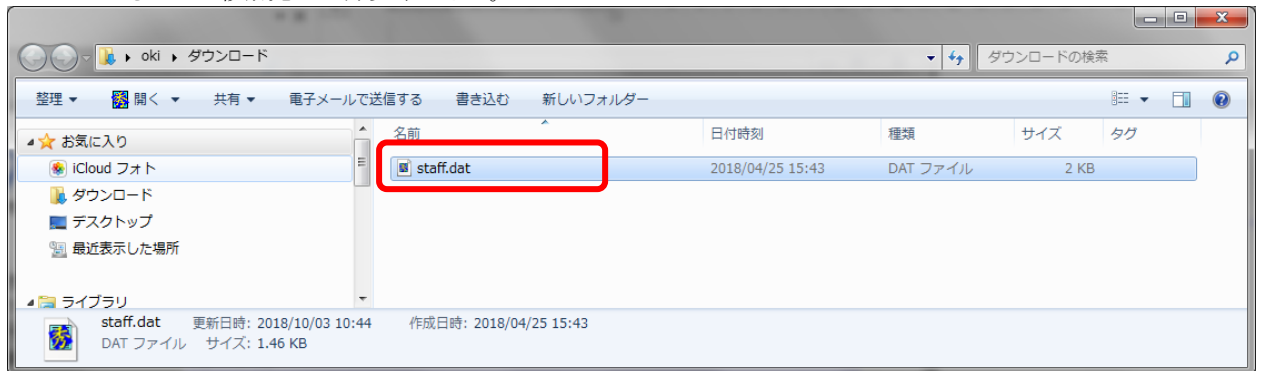 oki ▸ ダウンロード
ダウンロードの検索
整理 ▼ 開く ▼ 共有 ▼ 電子メールで送信する 書き込む 新しいフォルダー
お気に入り
iCloud フォト
ダウンロード
デスクトップ
最近表示した場所
ライブラリ
名前 日付時刻 種類 サイズ タグ
staff.dat 2018/04/25 15:43 DAT ファイル 2 KB
staff.dat 更新日時: 2018/10/03 10:44 作成日時: 2018/04/25 15:43
DAT ファイル サイズ: 1.46 KB